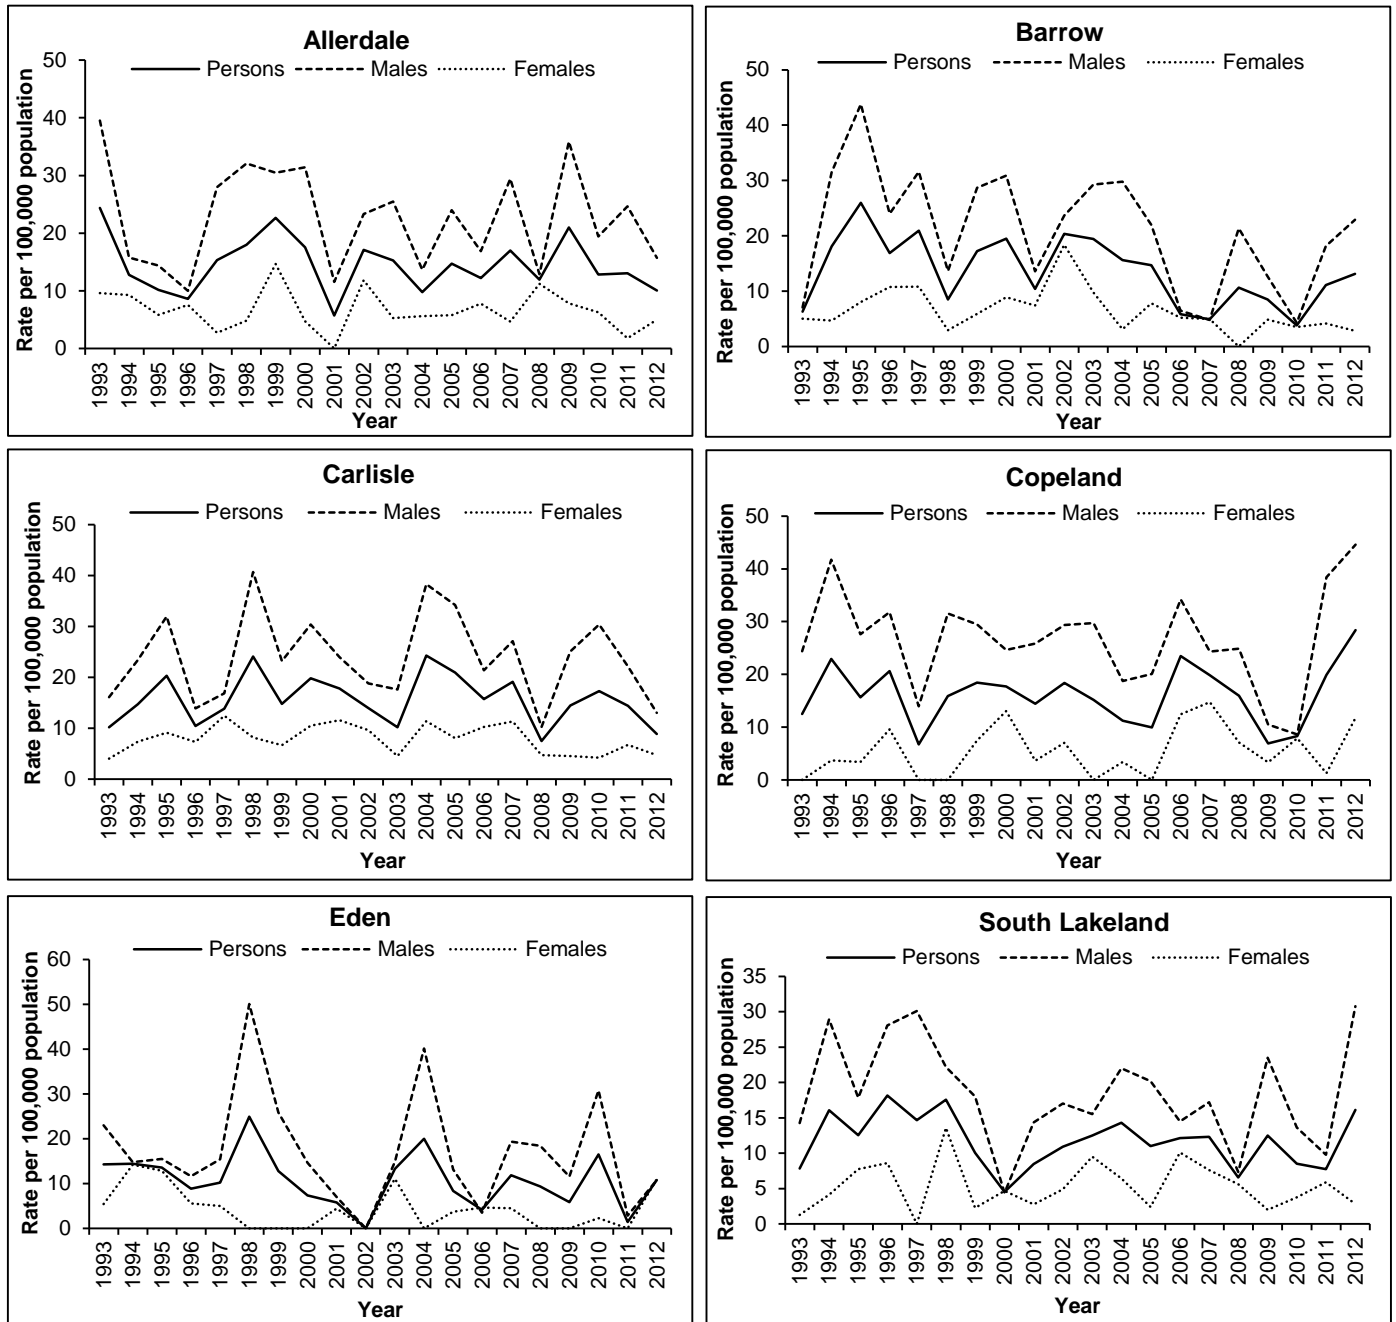 Allerdale
Persons Males Females
Rate per 100,000 population
50
40
30
20
10
0
1993 1994 1995 1996 1997 1998 1999 2000 2001 2002 2003 2004 2005 2006 2007 2008 2009 2010 2011 2012
Year
Barrow
Persons Males Females
Rate per 100,000 population
50
40
30
20
10
0
1993 1994 1995 1996 1997 1998 1999 2000 2001 2002 2003 2004 2005 2006 2007 2008 2009 2010 2011 2012
Year
Carlisle
Persons Males Females
Rate per 100,000 population
50
40
30
20
10
0
1993 1994 1995 1996 1997 1998 1999 2000 2001 2002 2003 2004 2005 2006 2007 2008 2009 2010 2011 2012
Year
Copeland
Persons Males Females
Rate per 100,000 population
50
40
30
20
10
0
1993 1994 1995 1996 1997 1998 1999 2000 2001 2002 2003 2004 2005 2006 2007 2008 2009 2010 2011 2012
Year
Eden
Persons Males Females
Rate per 100,000 population
60
50
40
30
20
10
0
1993 1994 1995 1996 1997 1998 1999 2000 2001 2002 2003 2004 2005 2006 2007 2008 2009 2010 2011 2012
Year
South Lakeland
Persons Males Females
Rate per 100,000 population
35
30
25
20
15
10
5
0
1993 1994 1995 1996 1997 1998 1999 2000 2001 2002 2003 2004 2005 2006 2007 2008 2009 2010 2011 2012
Year